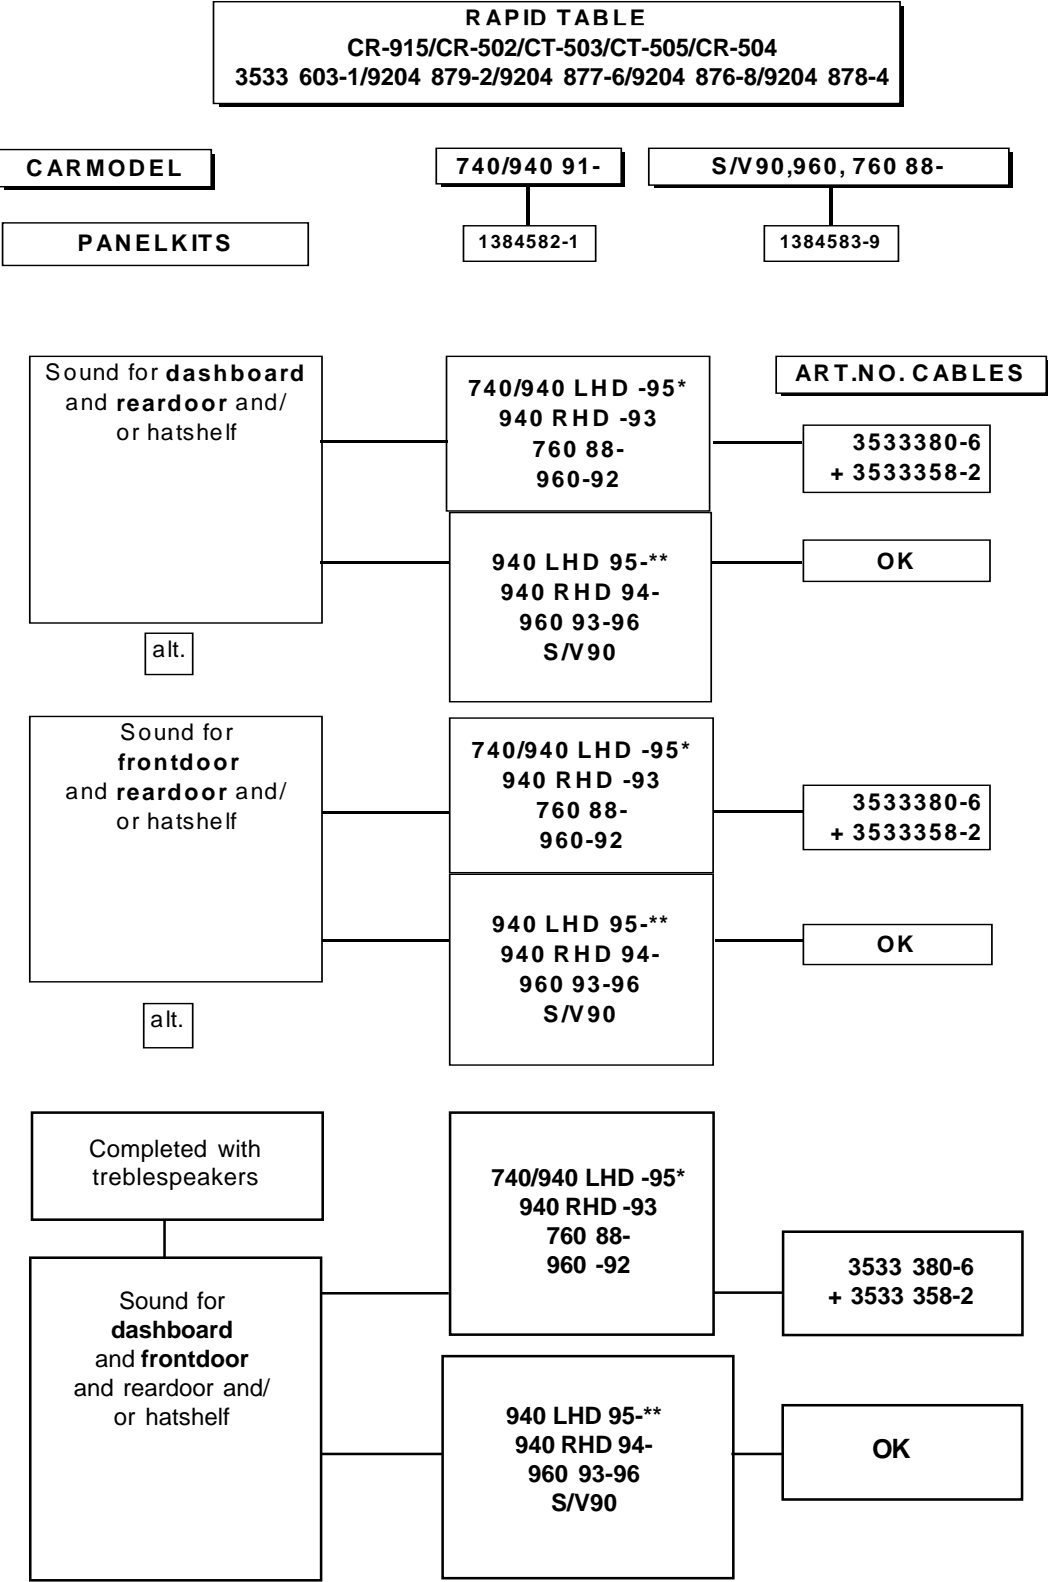 RAPID TABLE
CR-915/CR-502/CT-503/CT-505/CR-504
3533 603-1/9204 879-2/9204 877-6/9204 876-8/9204 878-4
CARMODEL
740/940 91-
S/V90,960, 760 88-
PANELKITS
1384582-1
1384583-9
Sound for dashboard
and reardoor and/
or hatshelf
740/940 LHD -95*
940 RHD -93
760 88-
960-92
ART.NO. CABLES
3533380-6
+ 3533358-2
940 LHD 95-**
940 RHD 94-
960 93-96
S/V90
OK
alt.
Sound for
frontdoor
and reardoor and/
or hatshelf
740/940 LHD -95*
940 RHD -93
760 88-
960-92
3533380-6
+ 3533358-2
940 LHD 95-**
940 RHD 94-
960 93-96
S/V90
OK
alt.
Completed with
treblespeakers
740/940 LHD -95*
940 RHD -93
760 88-
960 -92
3533 380-6
+ 3533 358-2
Sound for
dashboard
and frontdoor
and reardoor and/
or hatshelf
940 LHD 95-**
940 RHD 94-
960 93-96
S/V90
OK